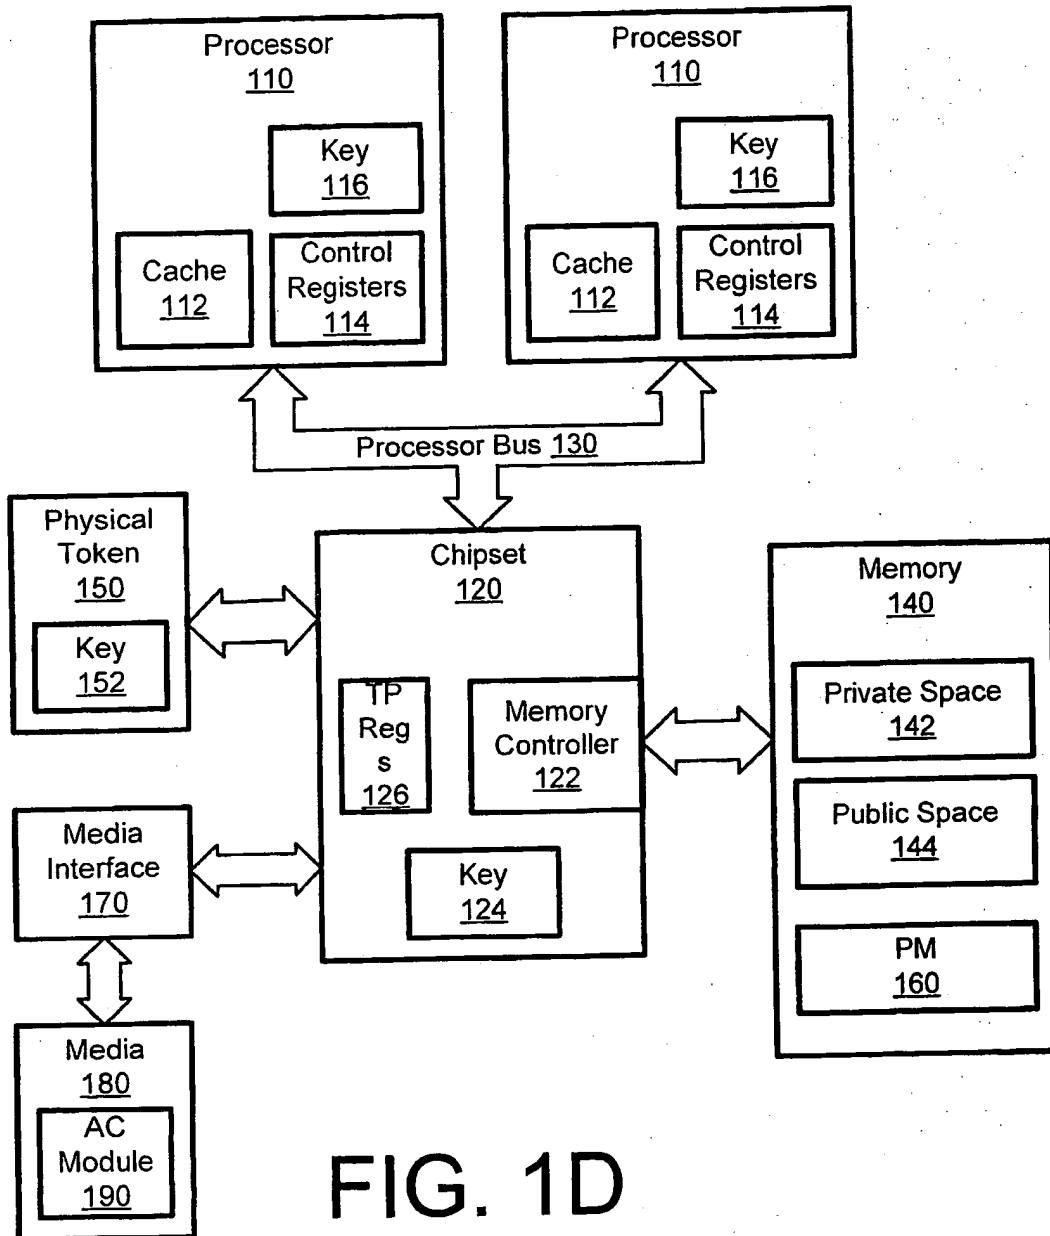 Processor
110
Key
116
Cache
112
Control
Registers
114
Processor
110
Key
116
Cache
112
Control
Registers
114
Processor Bus 130
Physical
Token
150
Key
152
Chipset
120
TP
Reg
s
126
Memory
Controller
122
Key
124
Memory
140
Private Space
142
Public Space
144
PM
160
Media
Interface
170
Media
180
AC
Module
190
FIG. 1D